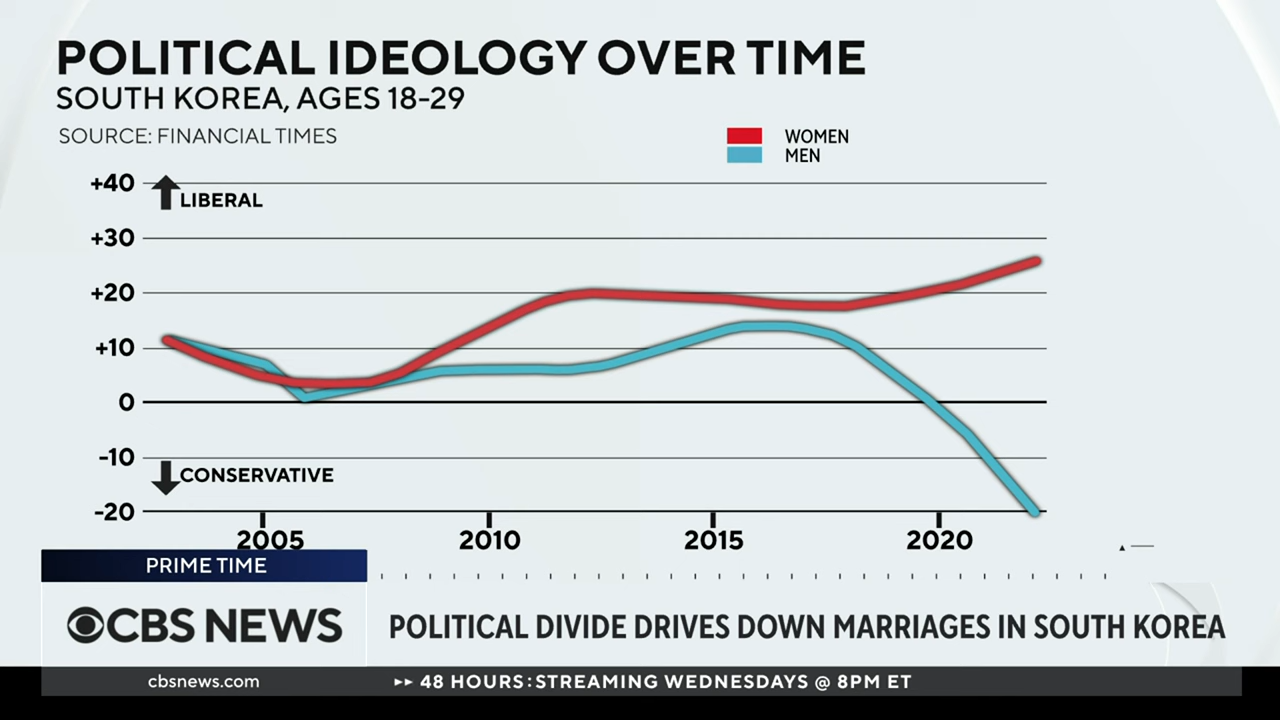 POLITICAL IDEOLOGY OVER TIME
SOUTH KOREA, AGES 18-29
SOURCE: FINANCIAL TIMES
WOMEN
MEN
+40
LIBERAL
+30
+20
+10
0
-10
CONSERVATIVE
-20
2005 2010 2015 2020
PRIME TIME
CBS NEWS
POLITICAL DIVIDE DRIVES DOWN MARRIAGES IN SOUTH KOREA
cbsnews.com
48 HOURS: STREAMING WEDNESDAYS @ 8PM ET